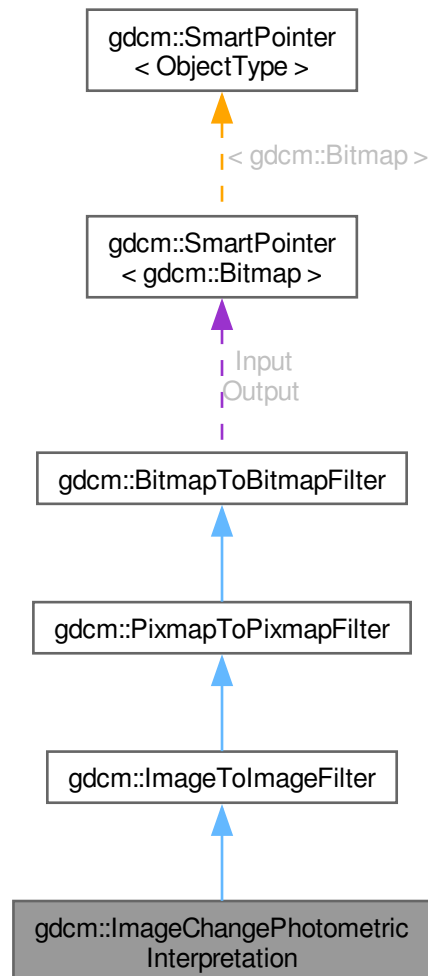 gdcm::SmartPointer
< ObjectType >
< gdcm::Bitmap >
gdcm::SmartPointer
< gdcm::Bitmap >
Input
Output
gdcm::BitmapToBitmapFilter
gdcm::PixmapToPixmapFilter
gdcm::ImageToImageFilter
gdcm::ImageChangePhotometric
Interpretation